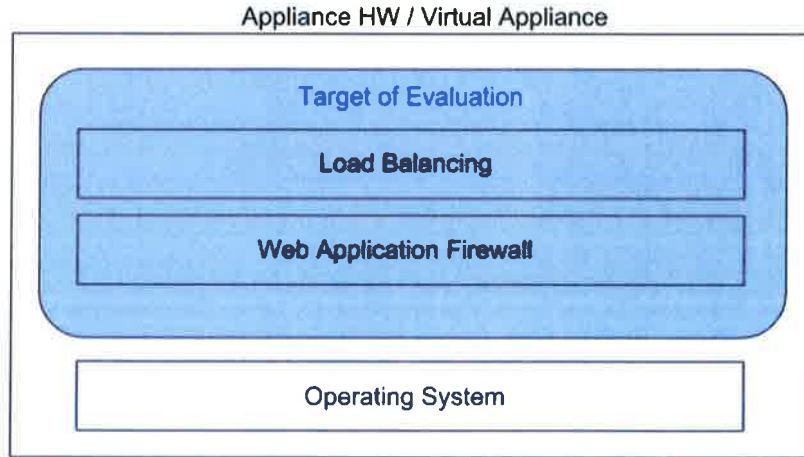 Appliance HW / Virtual Appliance
Target of Evaluation
Load Balancing
Web Application Firewall
Operating System